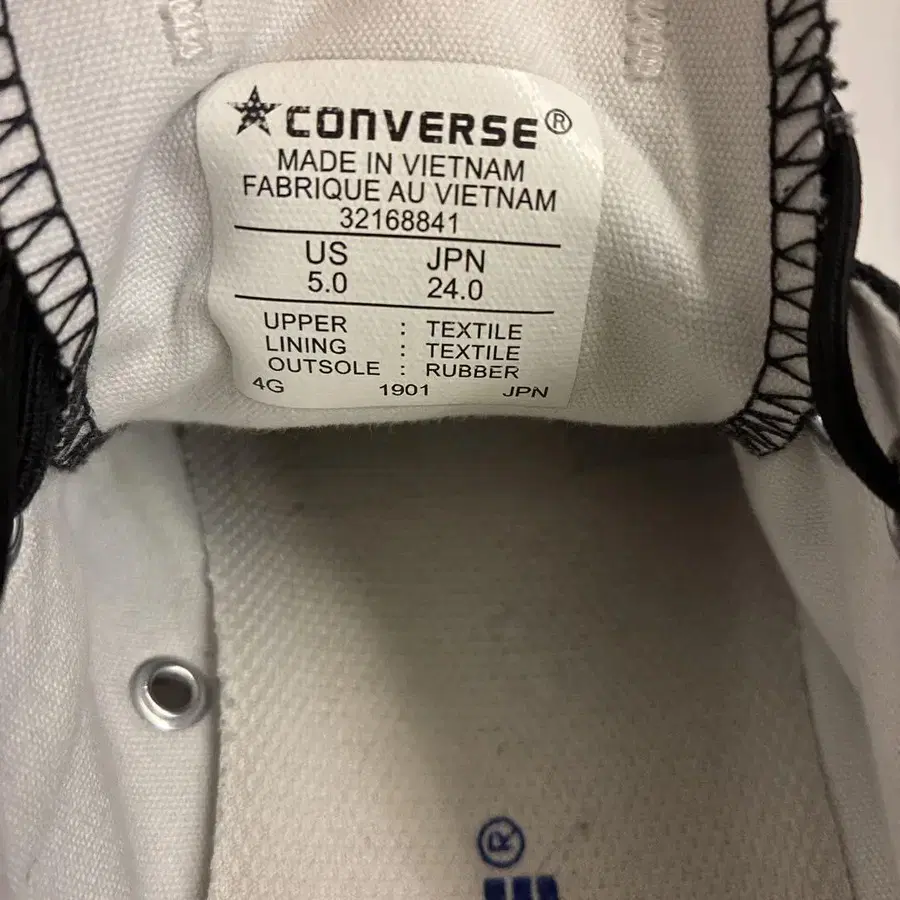 CONVERSE®
MADE IN VIETNAM
FABRIQUE AU VIETNAM
32168841
US JPN
5.0 24.0
UPPER : TEXTILE
LINING : TEXTILE
OUTSOLE : RUBBER
4G 1901 JPN
®